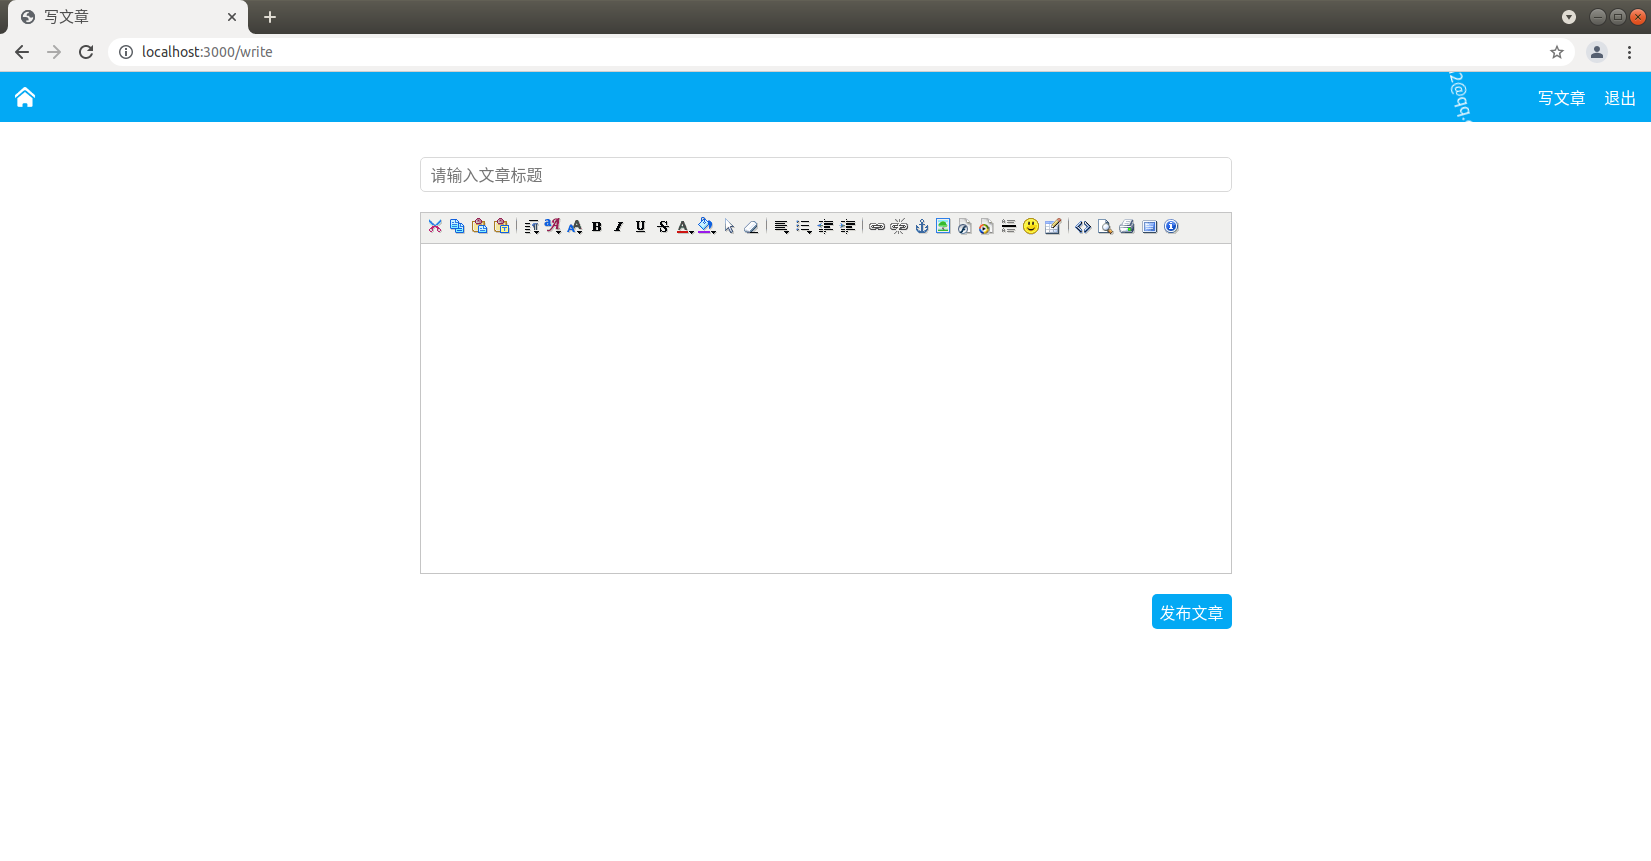 写文章
localhost:3000/write
2@qq.
写文章 退出
请输入文章标题
发布文章